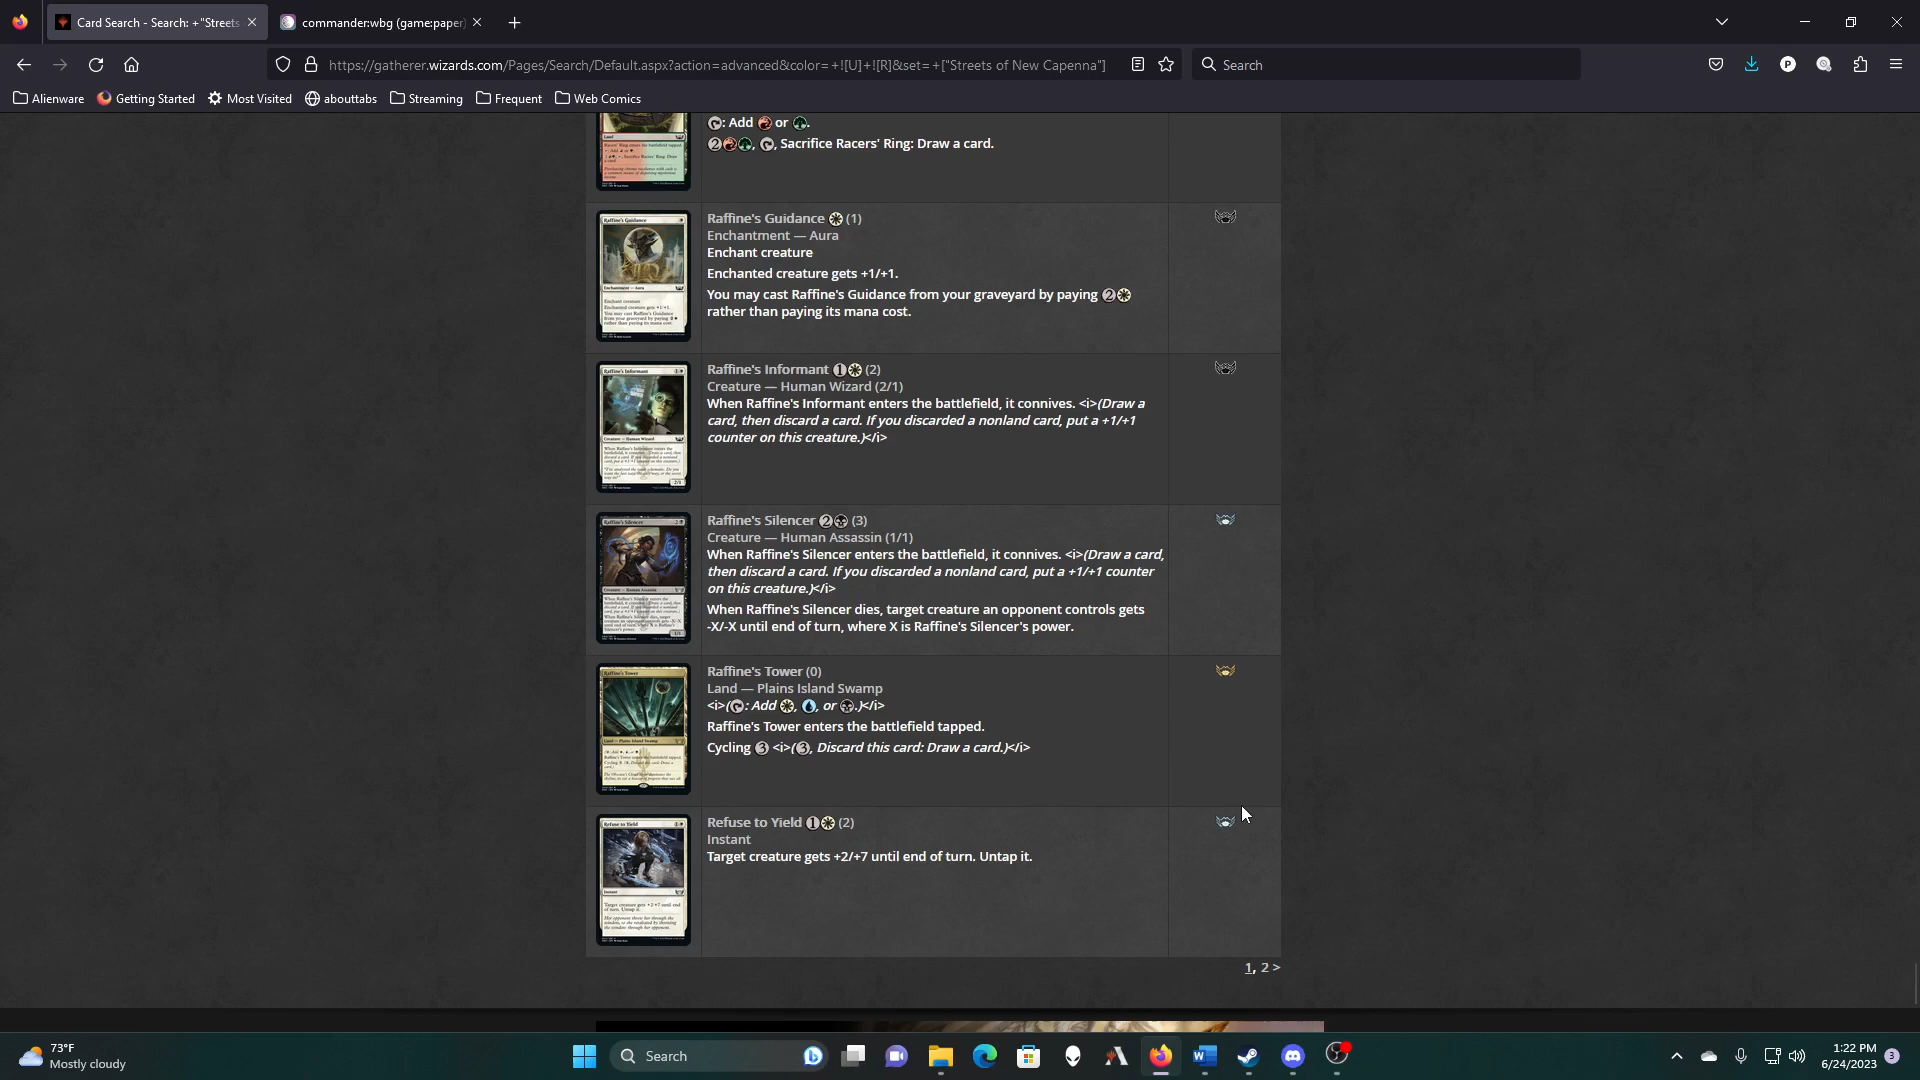 Card Search - Search: +"Streets
commander:wbg (game:paper)
https://gatherer.wizards.com/Pages/Search/Default.aspx?action=advanced&color=+![U]+![R]&set=+["Streets of New Capenna"]
Search
Alienware
Getting Started
Most Visited
abouttabs
Streaming
Frequent
Web Comics
: Add or .
2, , Sacrifice Racers' Ring: Draw a card.
Raffine's Guidance (1)
Enchantment — Aura
Enchant creature
Enchanted creature gets +1/+1.
You may cast Raffine's Guidance from your graveyard by paying 2
rather than paying its mana cost.
Raffine's Informant 1 (2)
Creature — Human Wizard (2/1)
When Raffine's Informant enters the battlefield, it connives. <i>(Draw a
card, then discard a card. If you discarded a nonland card, put a +1/+1
counter on this creature.)</i>
Raffine's Silencer 2 (3)
Creature — Human Assassin (1/1)
When Raffine's Silencer enters the battlefield, it connives. <i>(Draw a card,
then discard a card. If you discarded a nonland card, put a +1/+1 counter
on this creature.)</i>
When Raffine's Silencer dies, target creature an opponent controls gets
-X/-X until end of turn, where X is Raffine's Silencer's power.
Raffine's Tower (0)
Land — Plains Island Swamp
<i>(: Add , , or .)</i>
Raffine's Tower enters the battlefield tapped.
Cycling 3 <i>(3, Discard this card: Draw a card.)</i>
Refuse to Yield 1 (2)
Instant
Target creature gets +2/+7 until end of turn. Untap it.
1, 2 >
73°F
Mostly cloudy
Search
1:22 PM
6/24/2023
3